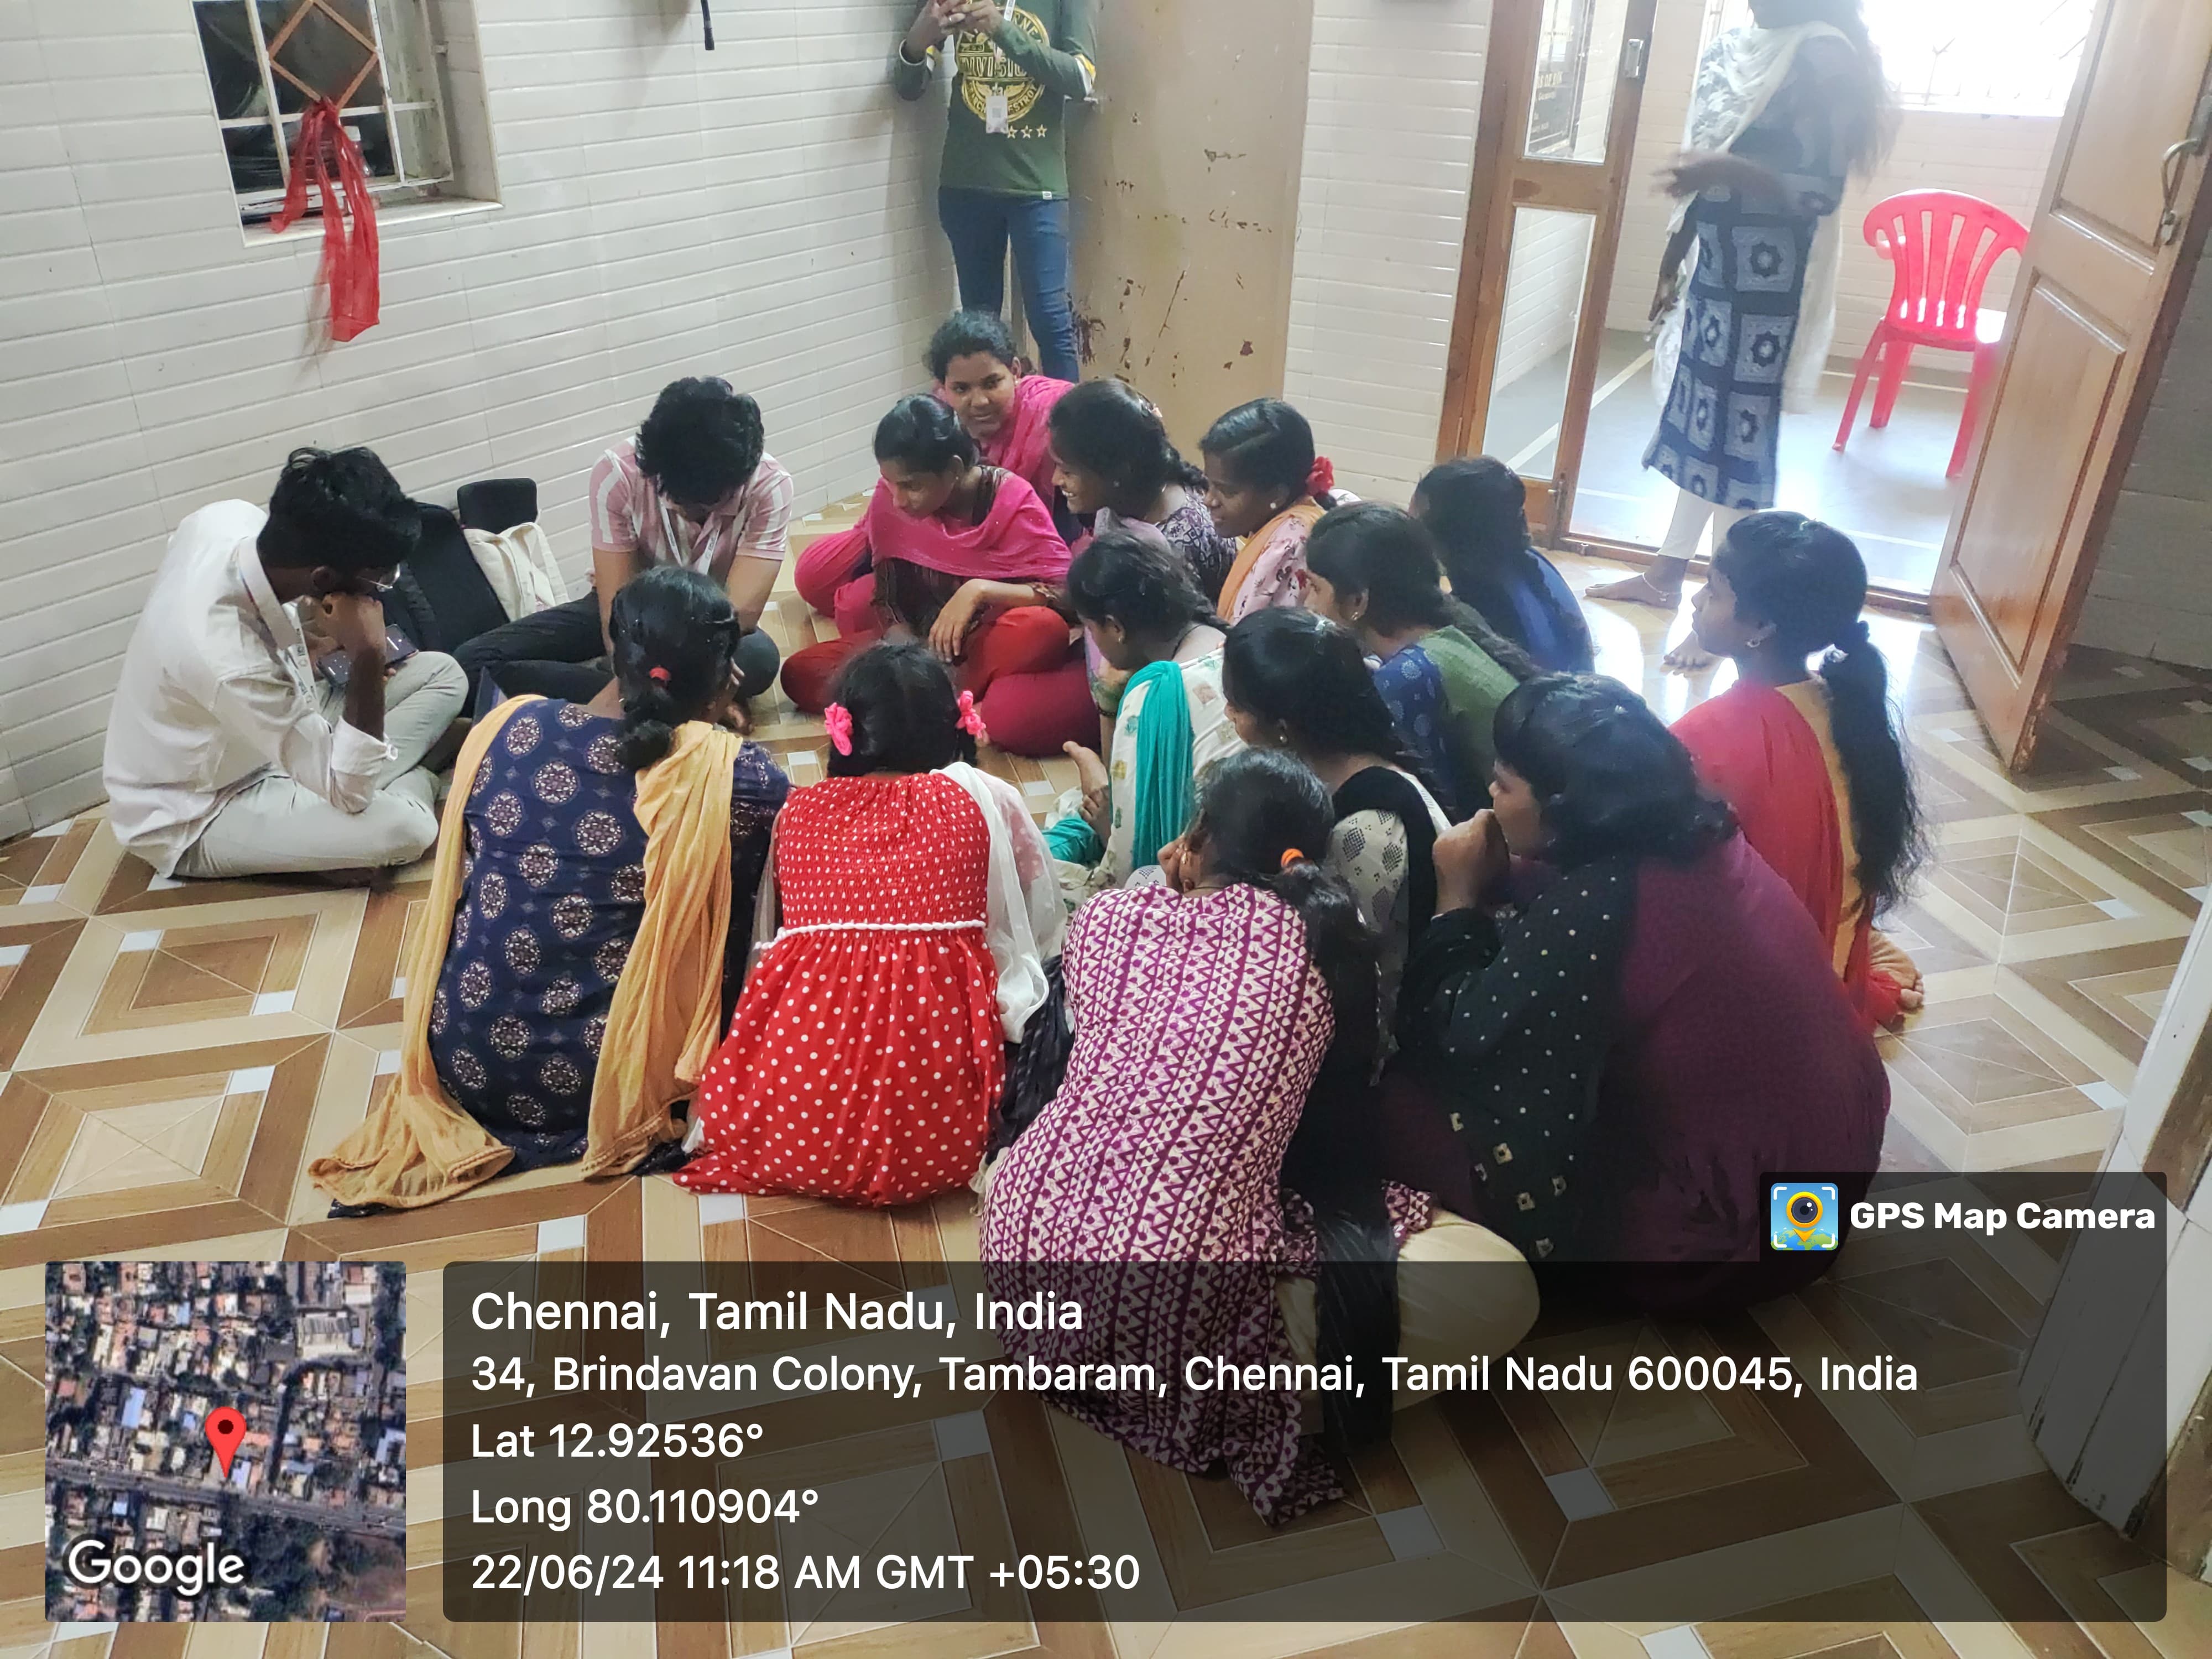 DIVISIO
GPS Map Camera
Chennai, Tamil Nadu, India
34, Brindavan Colony, Tambaram, Chennai, Tamil Nadu 600045, India
Lat 12.92536°
Long 80.110904°
22/06/24 11:18 AM GMT +05:30
Google